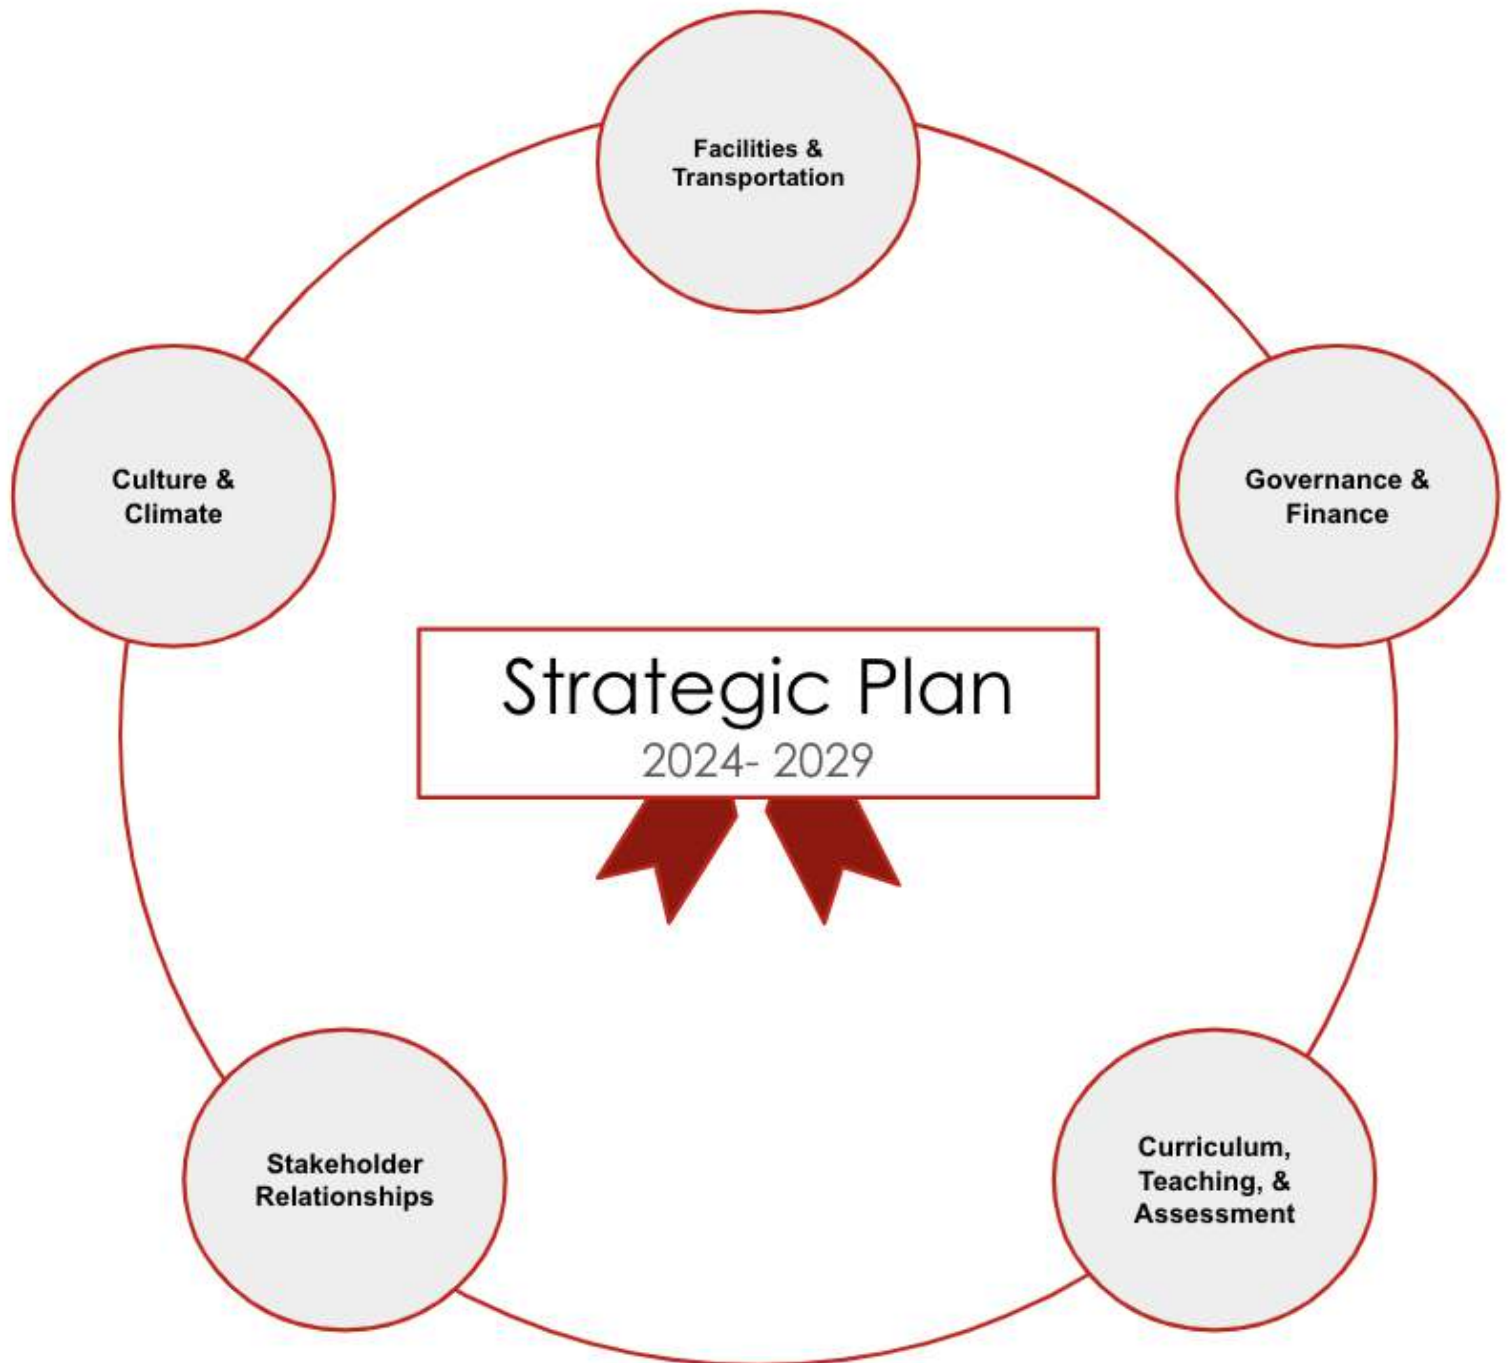 Facilities &
Transportation
Culture &
Climate
Governance &
Finance
Strategic Plan
2024- 2029
Stakeholder
Relationships
Curriculum,
Teaching, &
Assessment